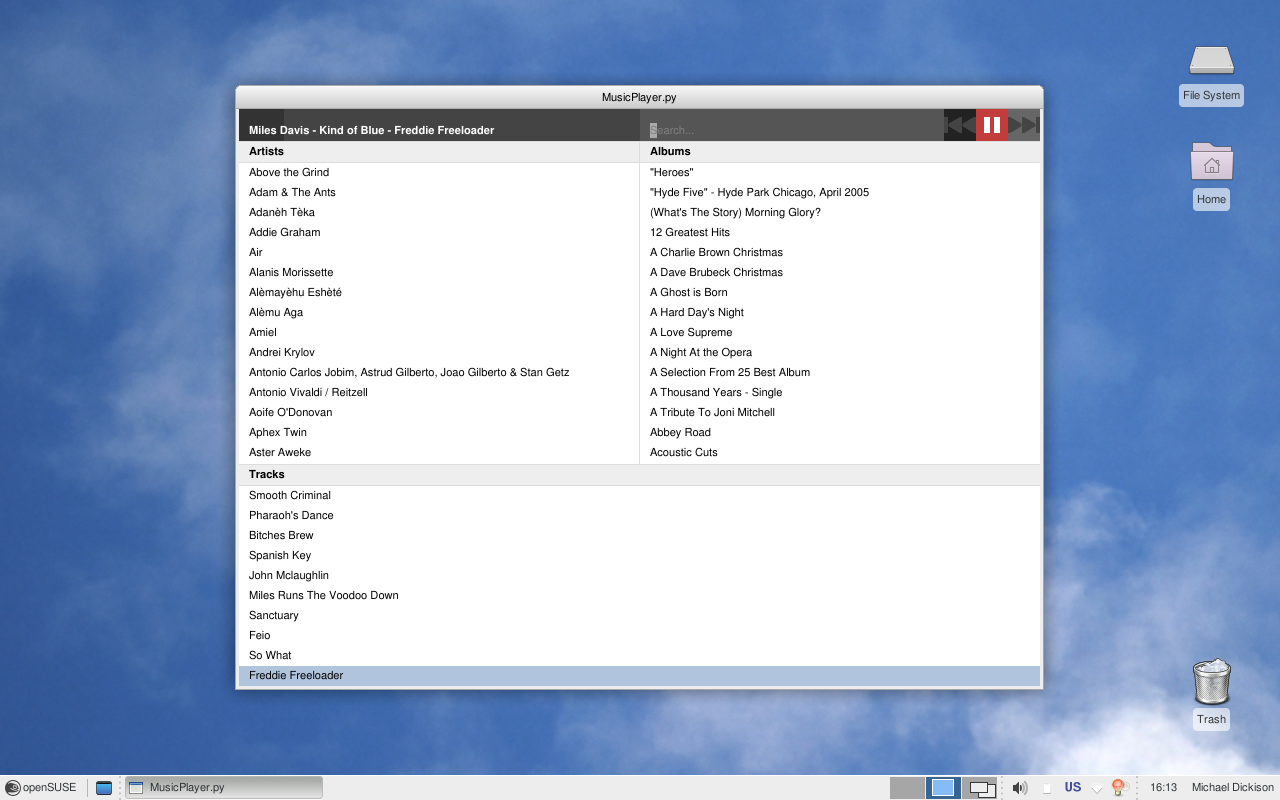 MusicPlayer.py
Miles Davis - Kind of Blue - Freddie Freeloader
Search...
Artists
Above the Grind
Adam & The Ants
Adanèh Tèka
Addie Graham
Air
Alanis Morissette
Alèmayèhu Eshèté
Alèmu Aga
Amiel
Andrei Krylov
Antonio Carlos Jobim, Astrud Gilberto, Joao Gilberto & Stan Getz
Antonio Vivaldi / Reitzell
Aoife O'Donovan
Aphex Twin
Aster Aweke
Albums
"Heroes"
"Hyde Five" - Hyde Park Chicago, April 2005
(What's The Story) Morning Glory?
12 Greatest Hits
A Charlie Brown Christmas
A Dave Brubeck Christmas
A Ghost is Born
A Hard Day's Night
A Love Supreme
A Night At the Opera
A Selection From 25 Best Album
A Thousand Years - Single
A Tribute To Joni Mitchell
Abbey Road
Acoustic Cuts
Tracks
Smooth Criminal
Pharaoh's Dance
Bitches Brew
Spanish Key
John Mclaughlin
Miles Runs The Voodoo Down
Sanctuary
Feio
So What
Freddie Freeloader
File System
Home
Trash
openSUSE
MusicPlayer.py
US
16:13
Michael Dickison